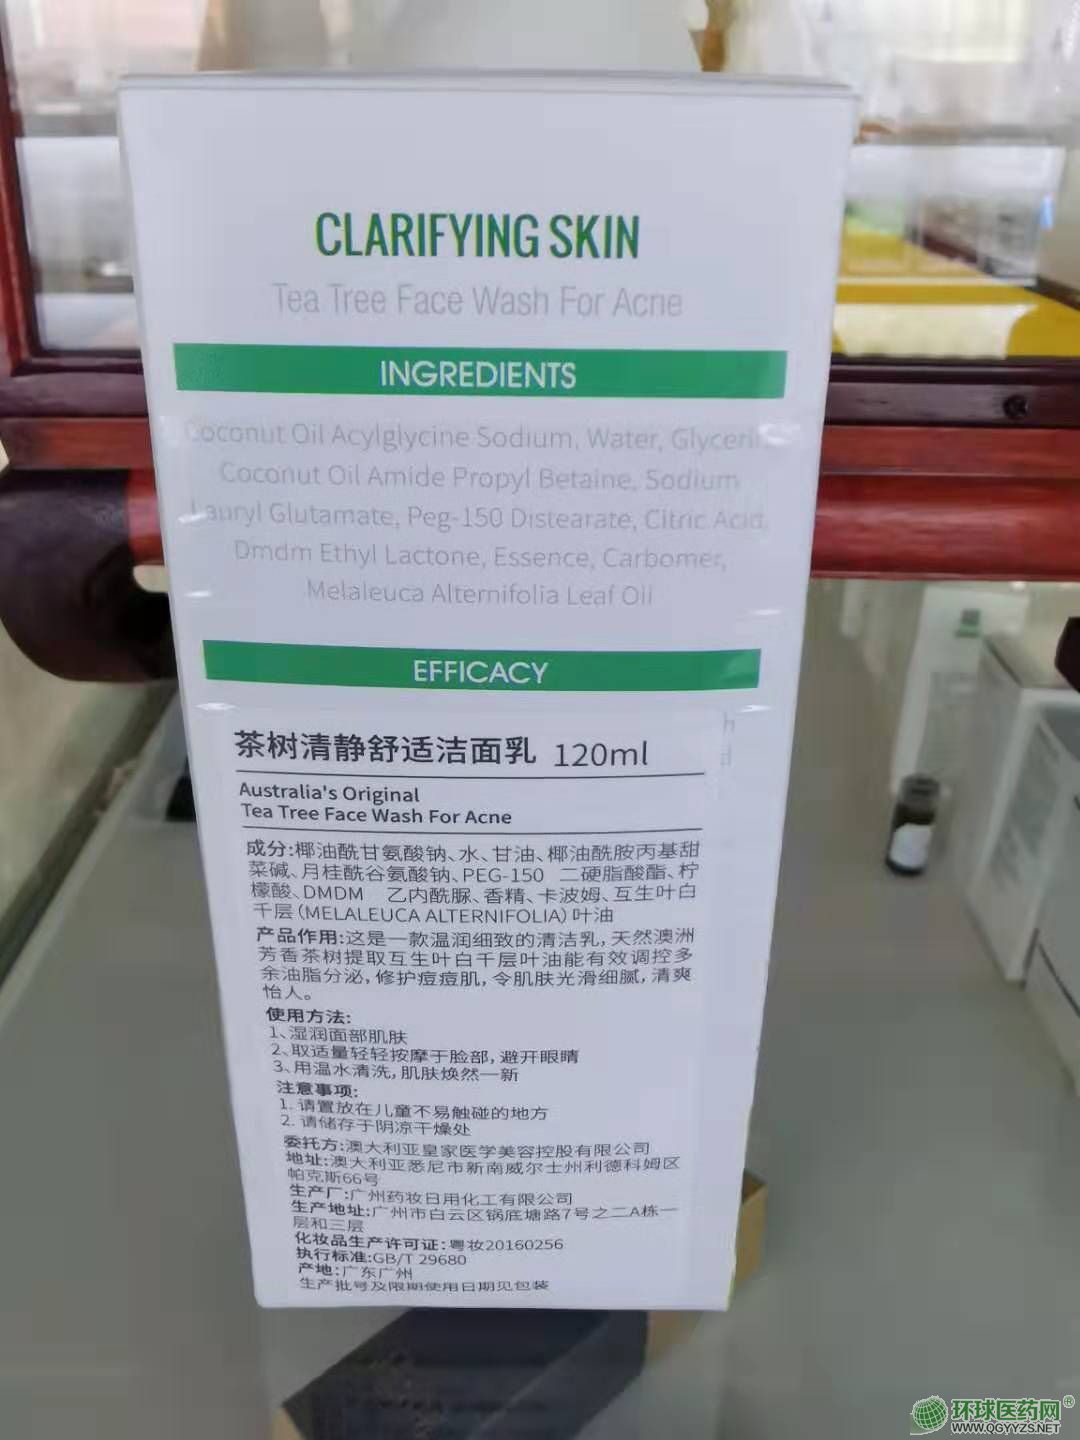 CLARIFYING SKIN
Tea Tree Face Wash For Acne
INGREDIENTS
Coconut Oil Acylglycine Sodium, Water, Glycerin
Coconut Oil Amide Propyl Betaine, Sodium
Lauryl Glutamate, Peg-150 Distearate, Citric Acid,
Dmdm Ethyl Lactone, Essence, Carbomer,
Melaleuca Alternifolia Leaf Oil
EFFICACY
茶树清静舒适洁面乳 120ml
Australia's Original
Tea Tree Face Wash For Acne
成分:椰油酰甘氨酸钠、水、甘油、椰油酰胺丙基甜
菜碱、月桂酰谷氨酸钠、PEG-150 二硬脂酸酯、柠
檬酸、DMDM 乙内酰脲、香精、卡波姆、互生叶白
千层(MELALEUCA ALTERNIFOLIA)叶油
产品作用:这是一款温润细致的清洁乳,天然澳洲
芳香茶树提取互生叶白千层叶油能有效调控多
余油脂分泌,修护痘痘肌,令肌肤光滑细腻,清爽
怡人。
使用方法:
1、湿润面部肌肤
2、取适量轻轻按摩于脸部,避开眼睛
3、用温水清洗,肌肤焕然一新
注意事项:
1. 请置放在儿童不易触碰的地方
2. 请储存于阴凉干燥处
委托方:澳大利亚皇家医学美容控股有限公司
地址:澳大利亚悉尼市新南威尔士州利德科姆区
帕克斯66号
生产厂:广州药妆日用化工有限公司
生产地址:广州市白云区锅底塘路7号之二A栋一
层和三层
化妆品生产许可证:粤妆20160256
执行标准:GB/T 29680
产地:广东广州
生产批号及限期使用日期见包装
环球医药网®
WWW.QGYYZS.NET